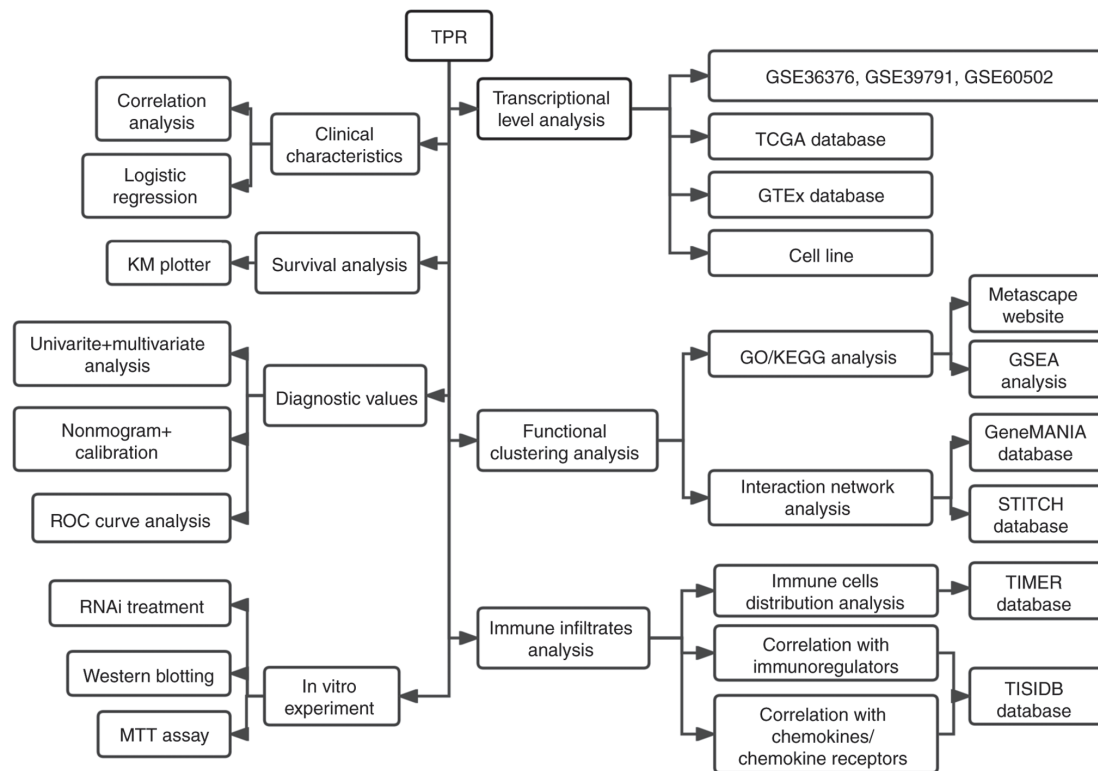 TPR
Transcriptional
level analysis
GSE36376, GSE39791, GSE60502
TCGA database
GTEx database
Cell line
Clinical
characteristics
Correlation
analysis
Logistic
regression
Survival analysis
KM plotter
Diagnostic values
Univarite+multivariate
analysis
Nonmogram+
calibration
ROC curve analysis
Functional
clustering analysis
GO/KEGG analysis
Metascape
website
GSEA
analysis
Interaction network
analysis
GeneMANIA
database
STITCH
database
Immune infiltrates
analysis
Immune cells
distribution analysis
TIMER
database
Correlation with
immunoregulators
Correlation with
chemokines/
chemokine receptors
TISIDB
database
In vitro
experiment
RNAi treatment
Western blotting
MTT assay